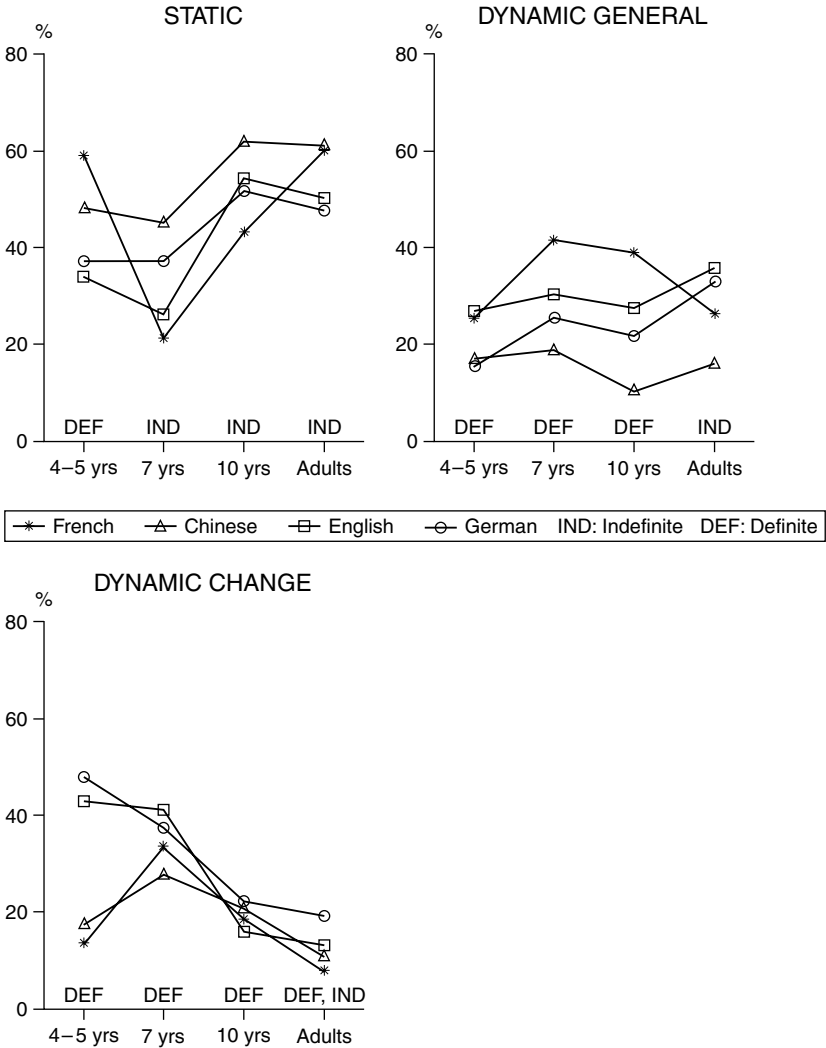 STATIC
%
80
60
40
20
0
DEF IND IND IND
4–5 yrs 7 yrs 10 yrs Adults
DYNAMIC GENERAL
%
80
60
40
20
0
DEF DEF DEF IND
4–5 yrs 7 yrs 10 yrs Adults
French Chinese English German IND: Indefinite DEF: Definite
DYNAMIC CHANGE
%
80
60
40
20
0
DEF DEF DEF DEF, IND
4–5 yrs 7 yrs 10 yrs Adults